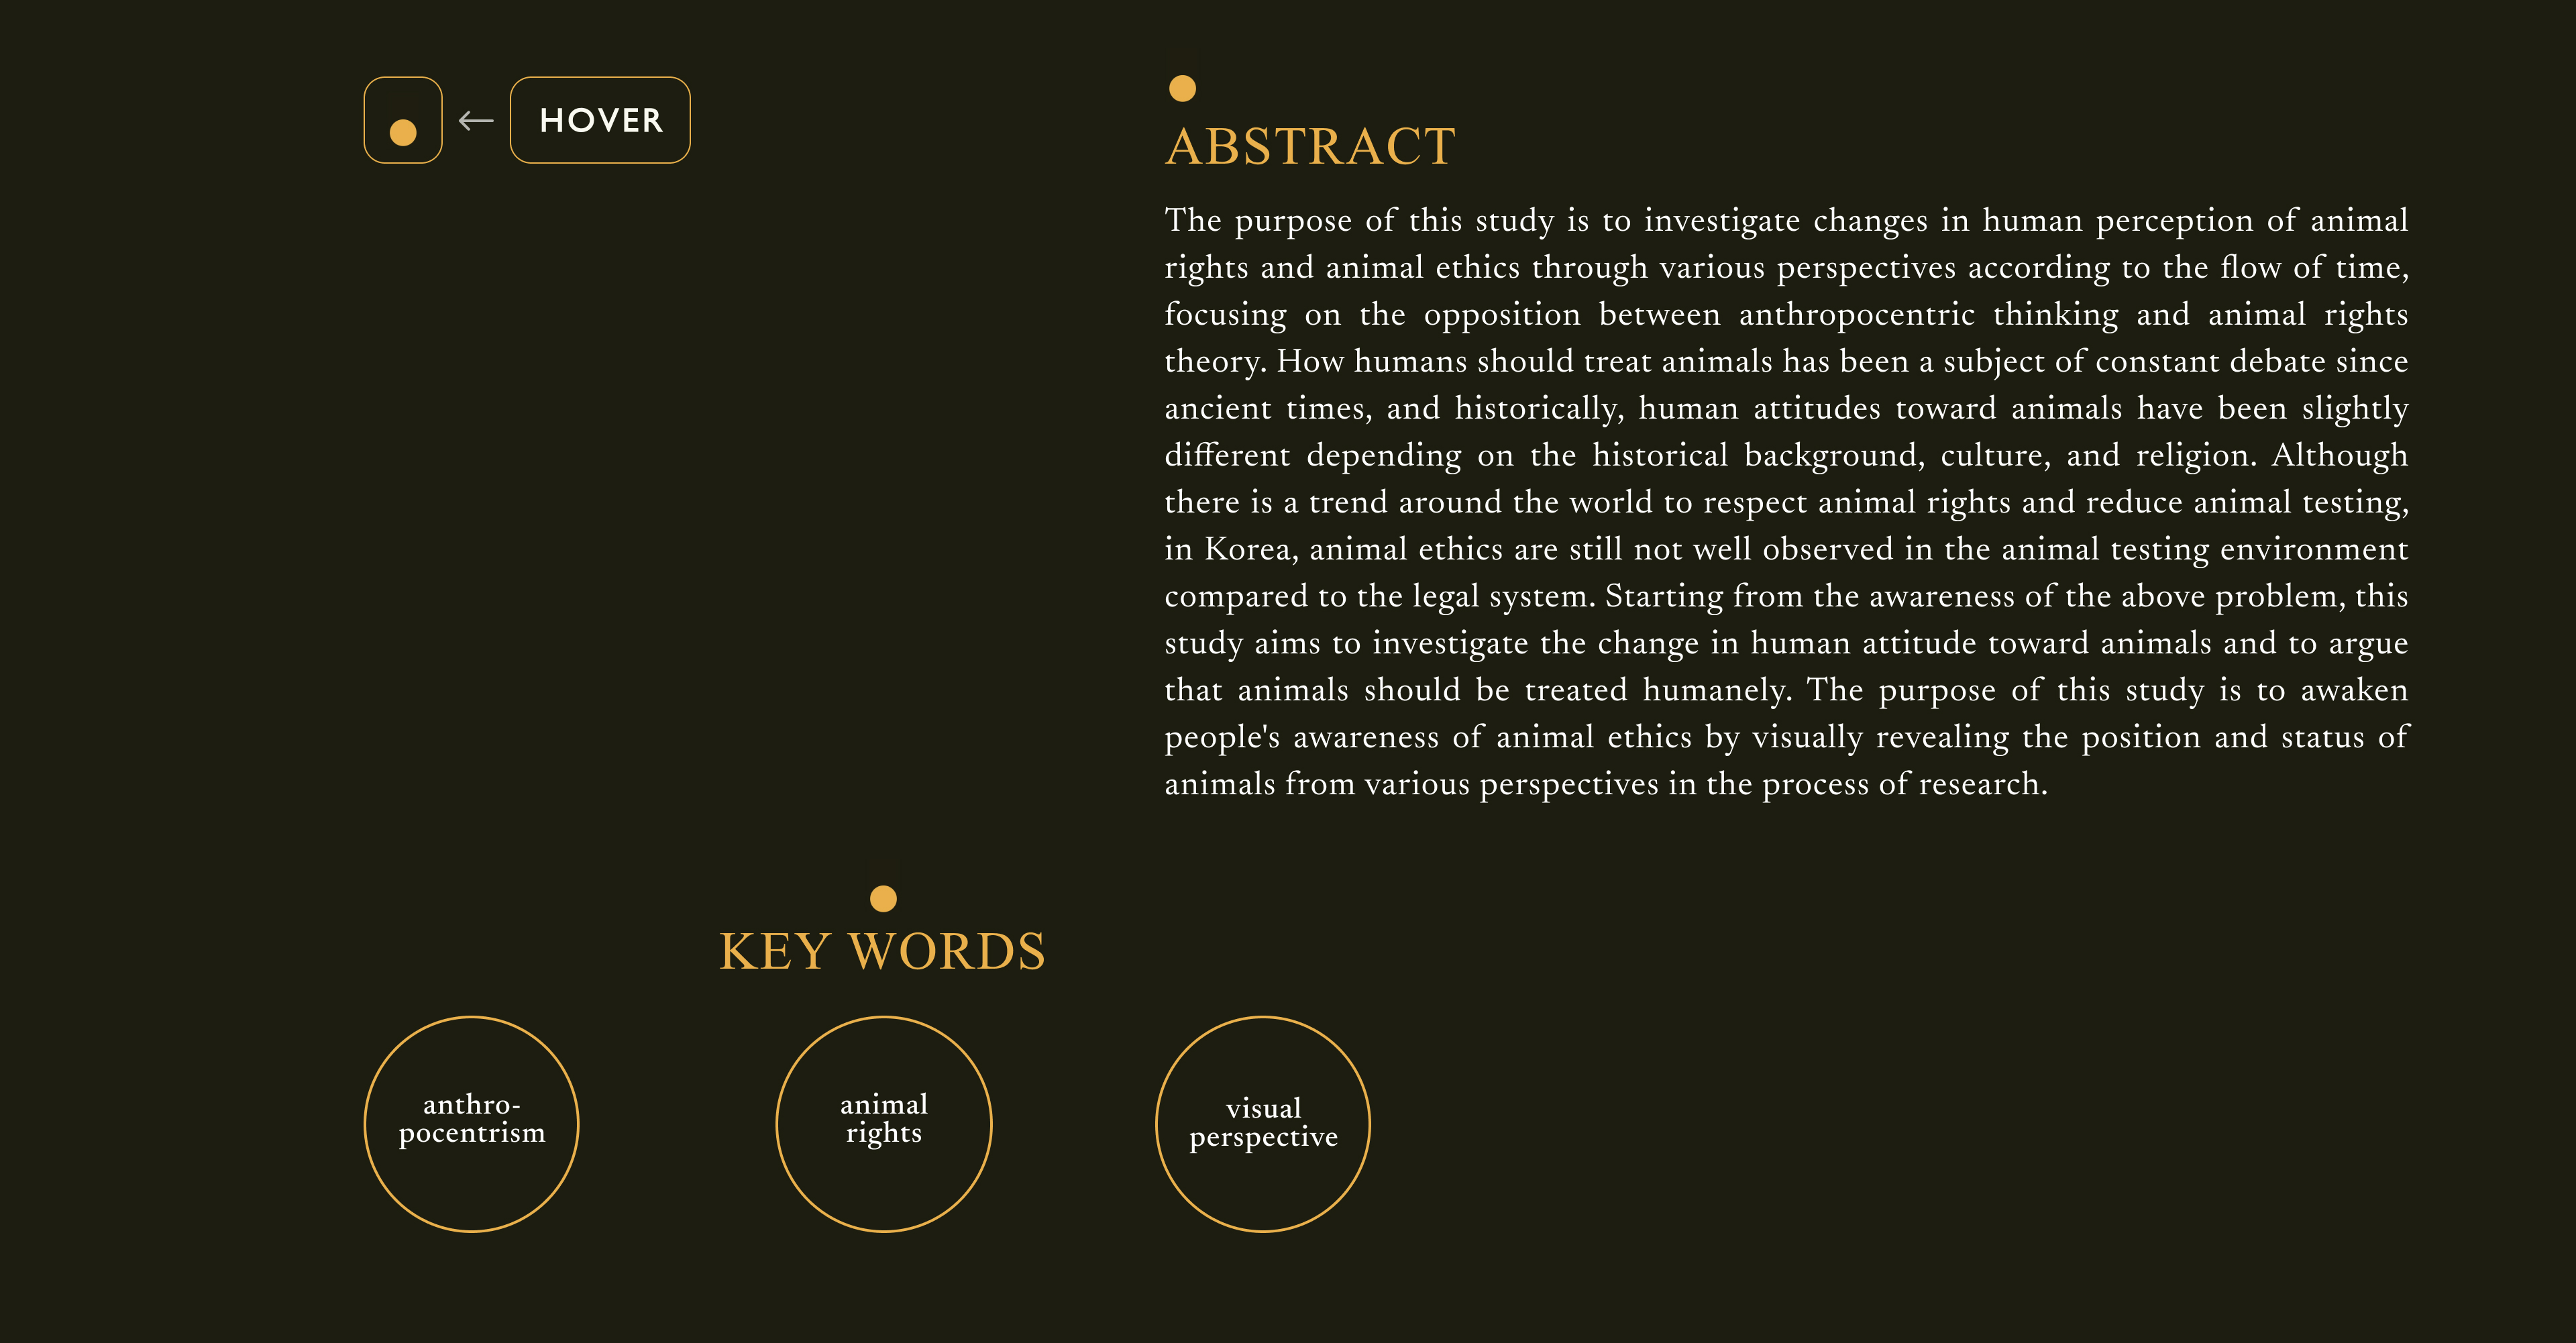 HOVER
ABSTRACT
The purpose of this study is to investigate changes in human perception of animal
rights and animal ethics through various perspectives according to the flow of time,
focusing on the opposition between anthropocentric thinking and animal rights
theory. How humans should treat animals has been a subject of constant debate since
ancient times, and historically, human attitudes toward animals have been slightly
different depending on the historical background, culture, and religion. Although
there is a trend around the world to respect animal rights and reduce animal testing,
in Korea, animal ethics are still not well observed in the animal testing environment
compared to the legal system. Starting from the awareness of the above problem, this
study aims to investigate the change in human attitude toward animals and to argue
that animals should be treated humanely. The purpose of this study is to awaken
people's awareness of animal ethics by visually revealing the position and status of
animals from various perspectives in the process of research.
KEY WORDS
anthro-
pocentrism
animal
rights
visual
perspective